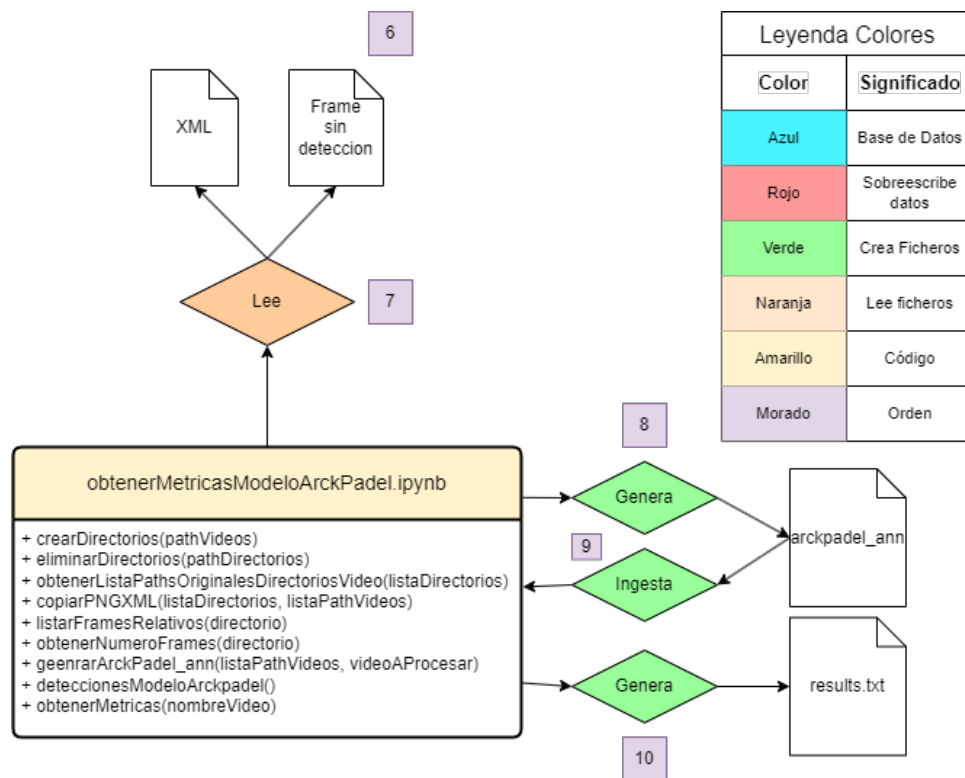 6
XML
Frame
sin
deteccion
Lee
7
Leyenda Colores
Color Significado
Azul Base de Datos
Rojo Sobreescribe
datos
Verde Crea Ficheros
Naranja Lee ficheros
Amarillo Código
Morado Orden
obtenerMetricasModeloArckPadel.ipynb
+ crearDirectorios(pathVideos)
+ eliminarDirectorios(pathDirectorios)
+ obtenerListaPathsOriginalesDirectoriosVideo(listaDirectorios)
+ copiarPNGXML(listaDirectorios, listaPathVideos)
+ listarFramesRelativos(directorio)
+ obtenerNumeroFrames(directorio)
+ geenrarArckPadel_ann(listaPathVideos, videoAProcesar)
+ deteccionesModeloArckpadel()
+ obtenerMetricas(nombreVideo)
8
Genera
arckpadel_ann
9
Ingesta
Genera
results.txt
10